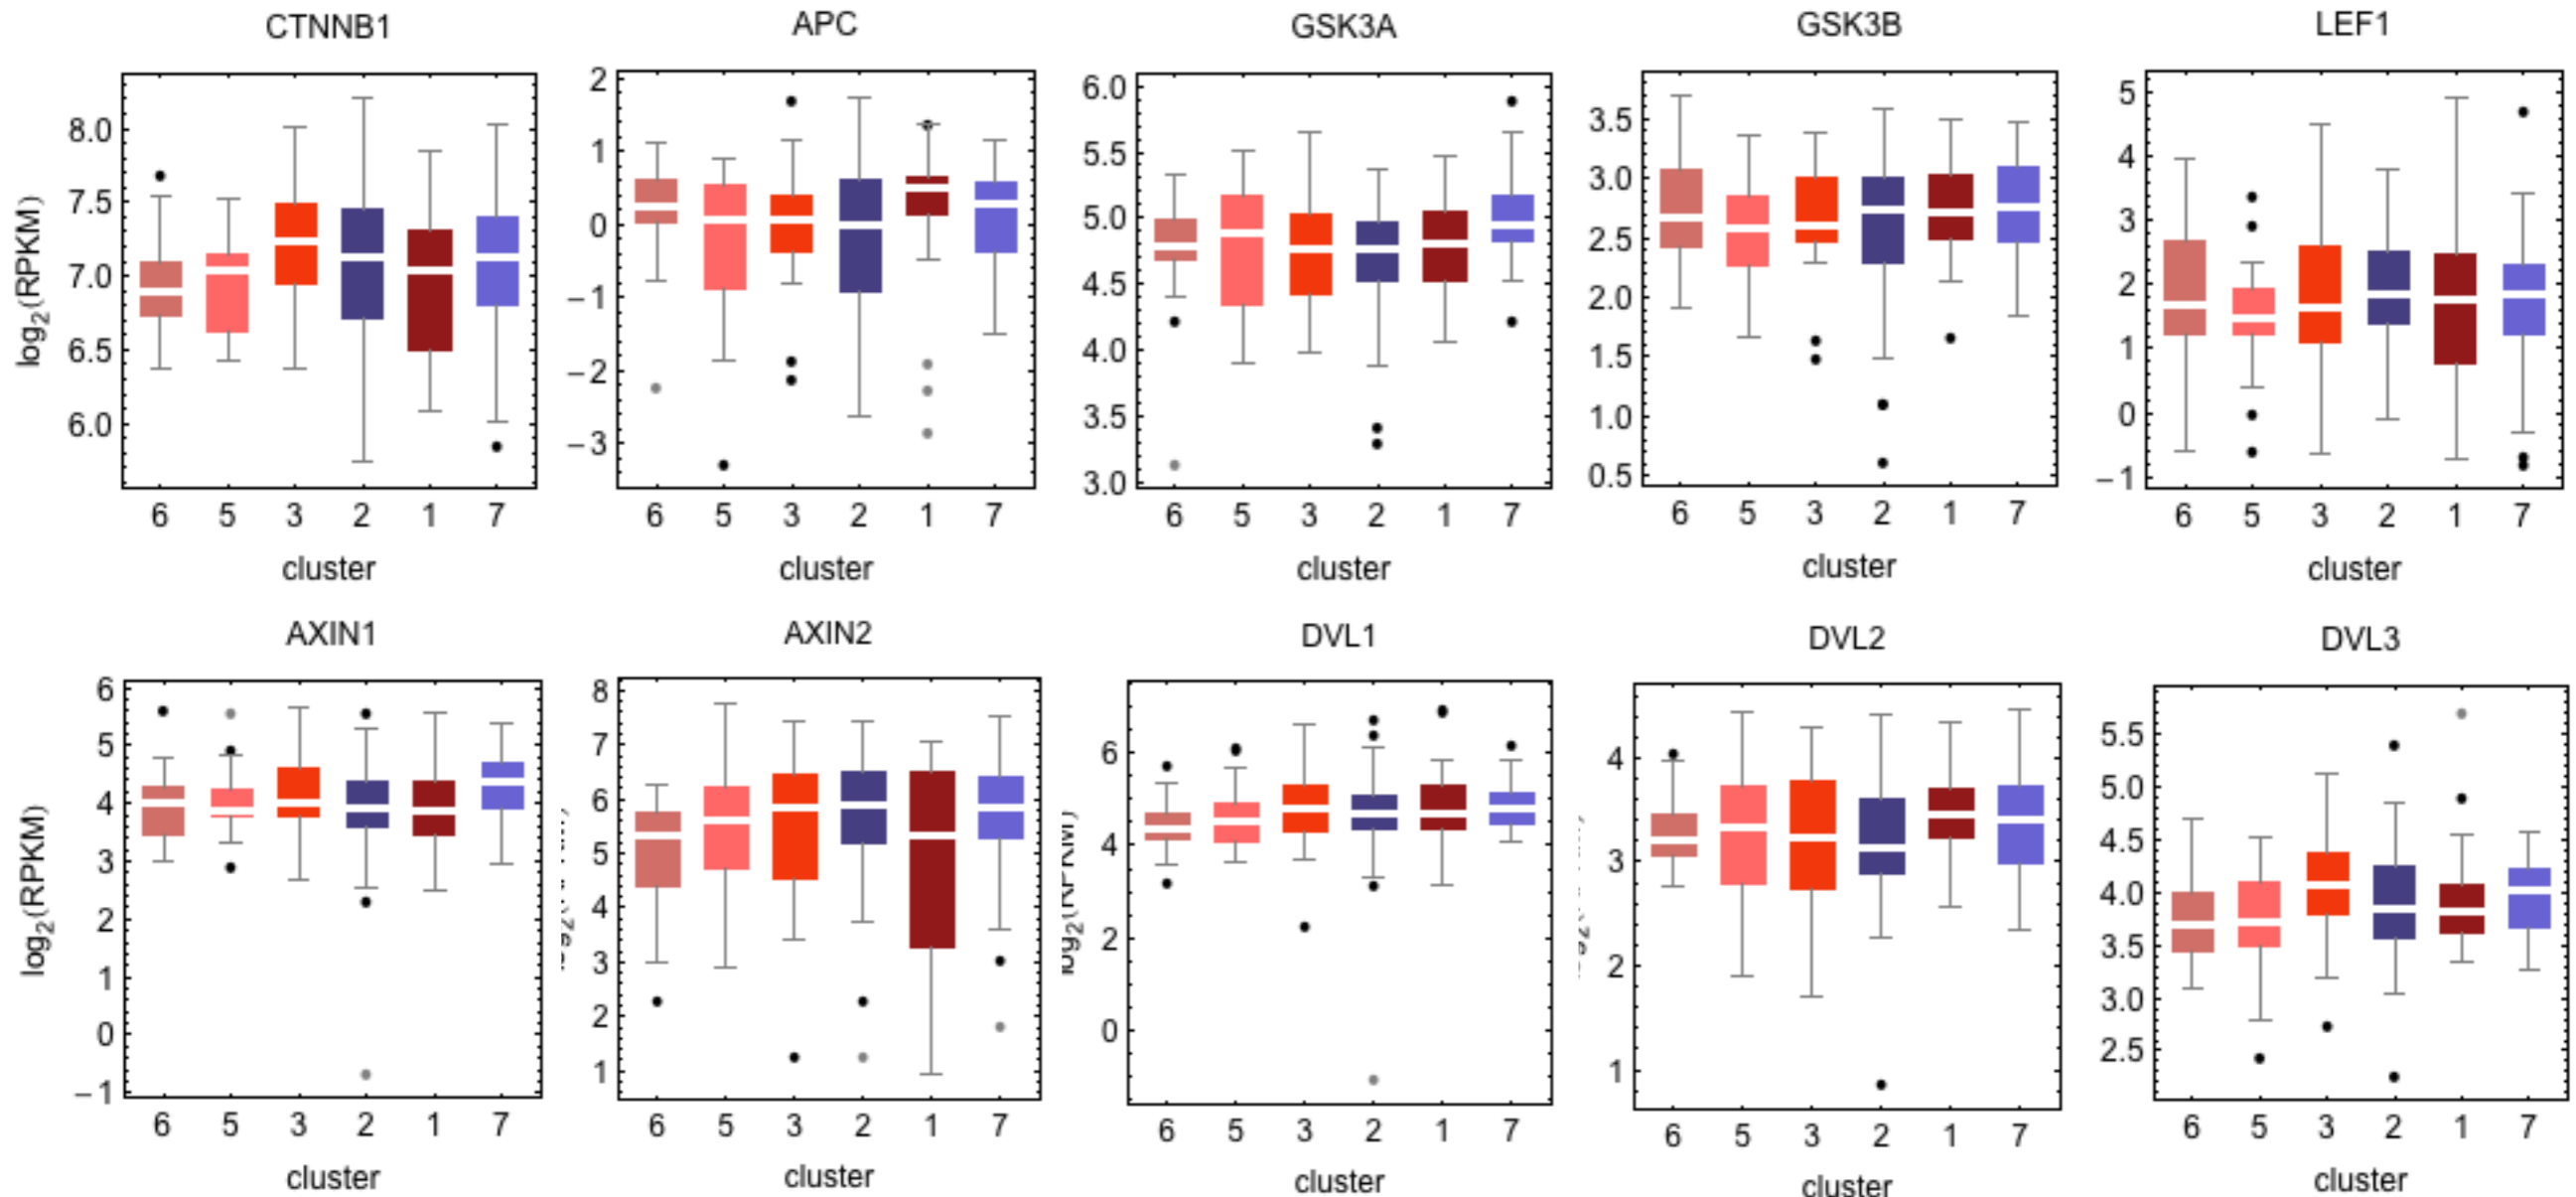 CTNNB1 APC GSK3A GSK3B LEF1
log2(RPKM)
8.0
7.5
7.0
6.5
6.0
6 5 3 2 1 7
cluster
2
1
0
−1
−2
−3
6 5 3 2 1 7
cluster
6.0
5.5
5.0
4.5
4.0
3.5
3.0
6 5 3 2 1 7
cluster
3.5
3.0
2.5
2.0
1.5
1.0
0.5
6 5 3 2 1 7
cluster
5
4
3
2
1
0
−1
6 5 3 2 1 7
cluster
AXIN1 AXIN2 DVL1 DVL2 DVL3
log2(RPKM)
6
5
4
3
2
1
0
−1
6 5 3 2 1 7
cluster
8
7
6
5
4
3
2
1
6 5 3 2 1 7
cluster
6
4
2
0
6 5 3 2 1 7
cluster
4
3
2
1
6 5 3 2 1 7
cluster
5.5
5.0
4.5
4.0
3.5
3.0
2.5
6 5 3 2 1 7
cluster